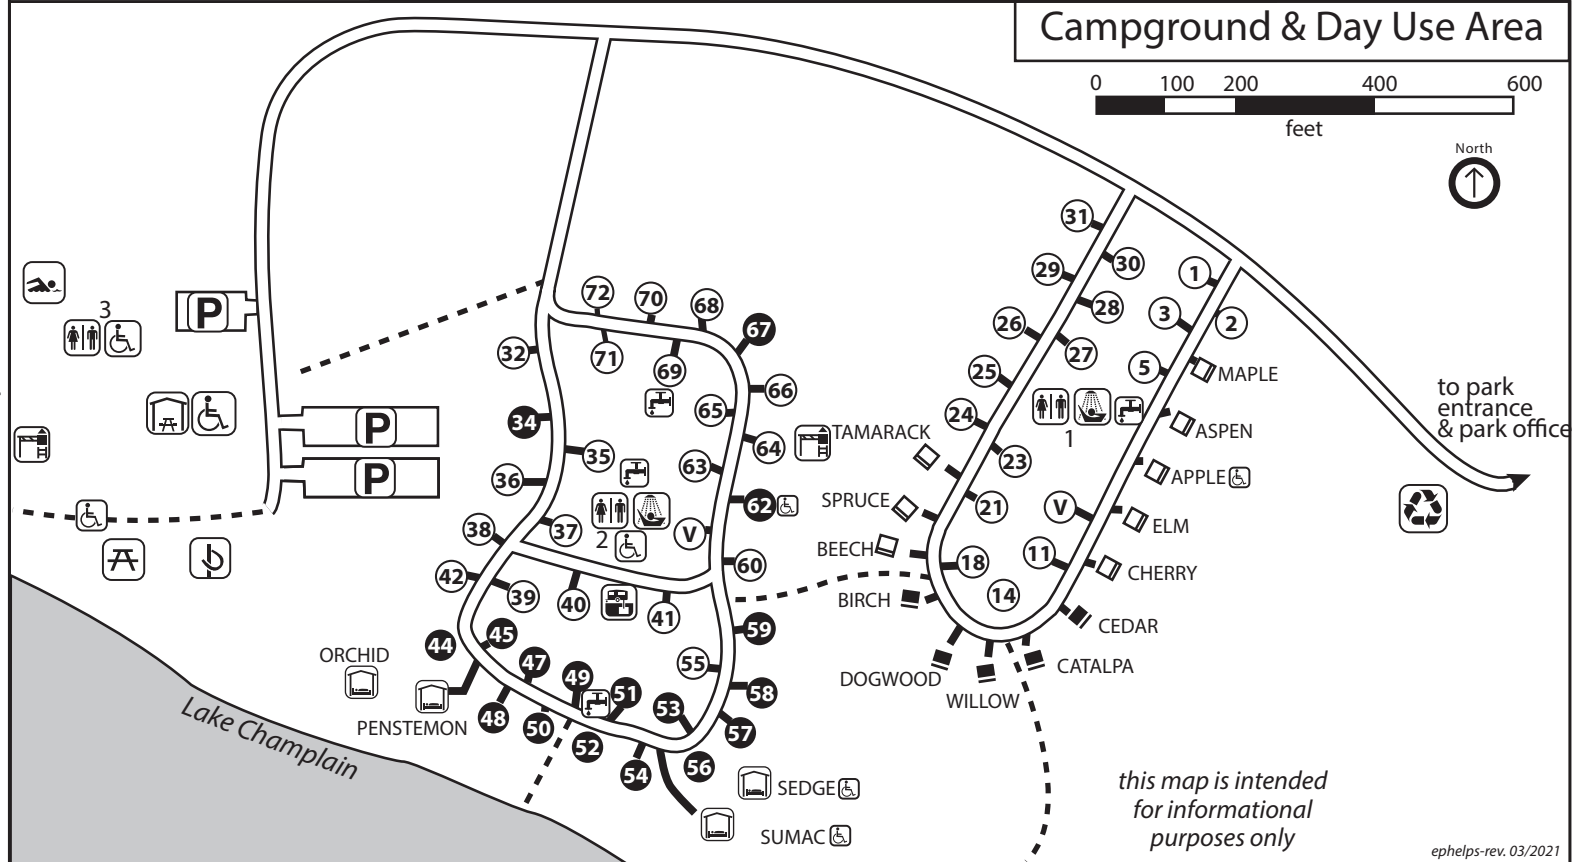 Campground & Day Use Area
0 100 200 400 600
feet
North
31
30
29
1
28
3
2
26
27
5
MAPLE
25
24
ASPEN
1
TAMARACK
23
APPLE
SPRUCE
21
V
ELM
BEECH
18
11
CHERRY
BIRCH
14
CEDAR
DOGWOOD
WILLOW
CATALPA
to park
entrance
& park office
3
P
P
P
72
70
68
67
32
71
69
66
65
34
64
35
63
36
62
2
V
38
37
60
42
39
40
41
44
45
59
55
ORCHID
47
49
51
58
PENSTEMON
48
50
53
57
52
54
56
SEDGE
SUMAC
Lake Champlain
this map is intended
for informational
purposes only
ephelps-rev. 03/2021